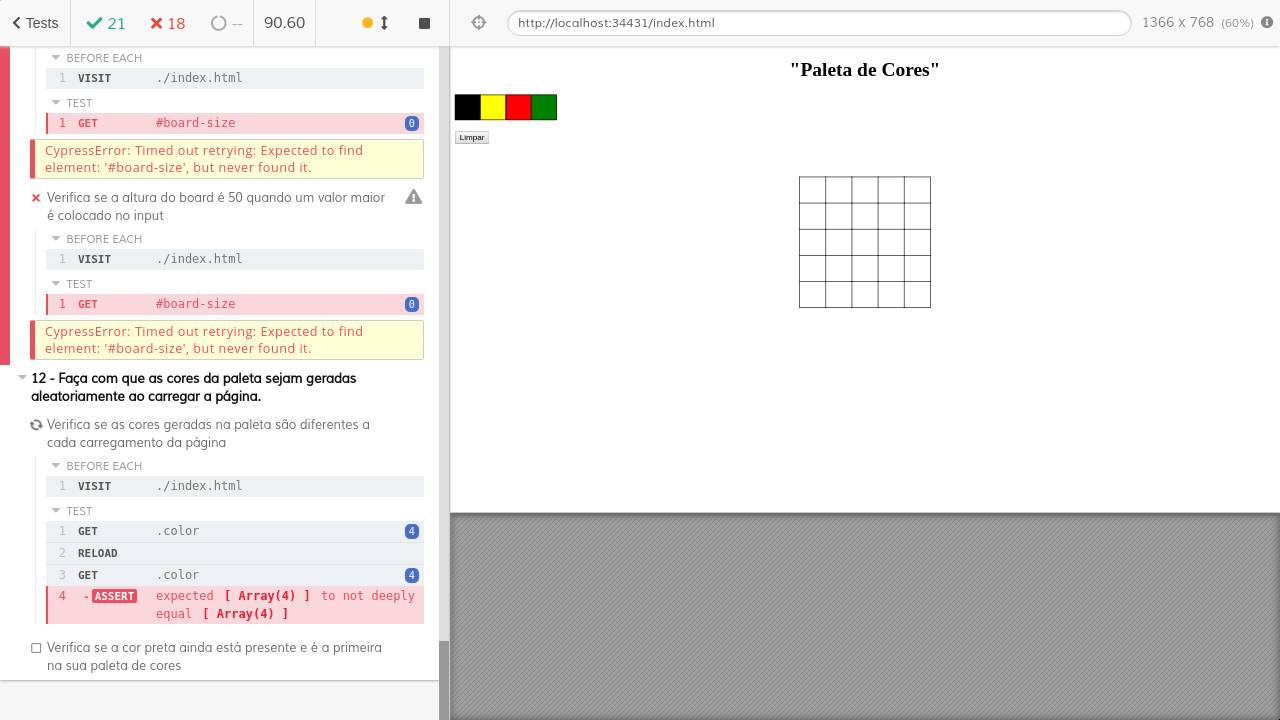 Tests 21 18 -- 90.60 http://localhost:34431/index.html 1366 x 768 (60%)
BEFORE EACH
1 VISIT ./index.html
TEST
1 GET #board-size 0
CypressError: Timed out retrying: Expected to find
element: '#board-size', but never found it.
Verifica se a altura do board é 50 quando um valor maior
é colocado no input
BEFORE EACH
1 VISIT ./index.html
TEST
1 GET #board-size 0
CypressError: Timed out retrying: Expected to find
element: '#board-size', but never found it.
12 - Faça com que as cores da paleta sejam geradas
aleatoriamente ao carregar a página.
Verifica se as cores geradas na paleta são diferentes a
cada carregamento da página
BEFORE EACH
1 VISIT ./index.html
TEST
1 GET .color 4
2 RELOAD
3 GET .color 4
4 -ASSERT expected [ Array(4) ] to not deeply
equal [ Array(4) ]
Verifica se a cor preta ainda está presente e é a primeira
na sua paleta de cores
"Paleta de Cores"
Limpar